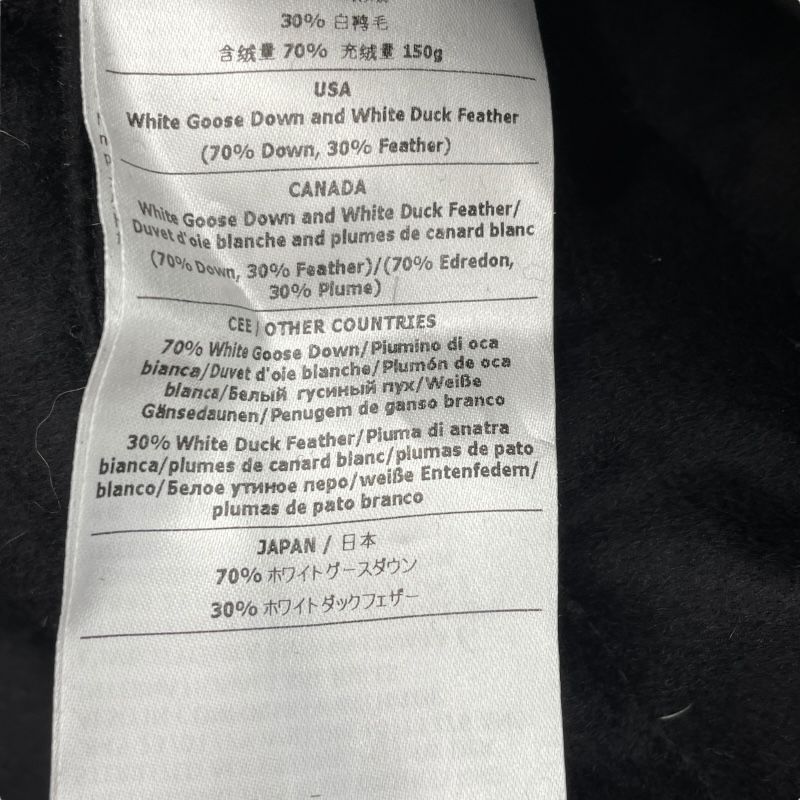 30% 白鸭毛
含绒量 70% 充绒量 150g
USA
White Goose Down and White Duck Feather
(70% Down, 30% Feather)
CANADA
White Goose Down and White Duck Feather/
Duvet d'oie blanche and plumes de canard blanc
(70% Down, 30% Feather)/(70% Edredon,
30% Plume)
CEE | OTHER COUNTRIES
70% White Goose Down/Piumino di oca
bianca/Duvet d'oie blanche/Plumón de oca
blanca/Белый гусиный пух/Weiße
Gänsedaunen/Penugem de ganso branco
30% White Duck Feather/Piuma di anatra
bianca/plumes de canard blanc/plumas de pato
blanco/Белое утиное перо/weiße Entenfedern/
plumas de pato branco
JAPAN / 日本
70% ホワイトグースダウン
30% ホワイトダックフェザー